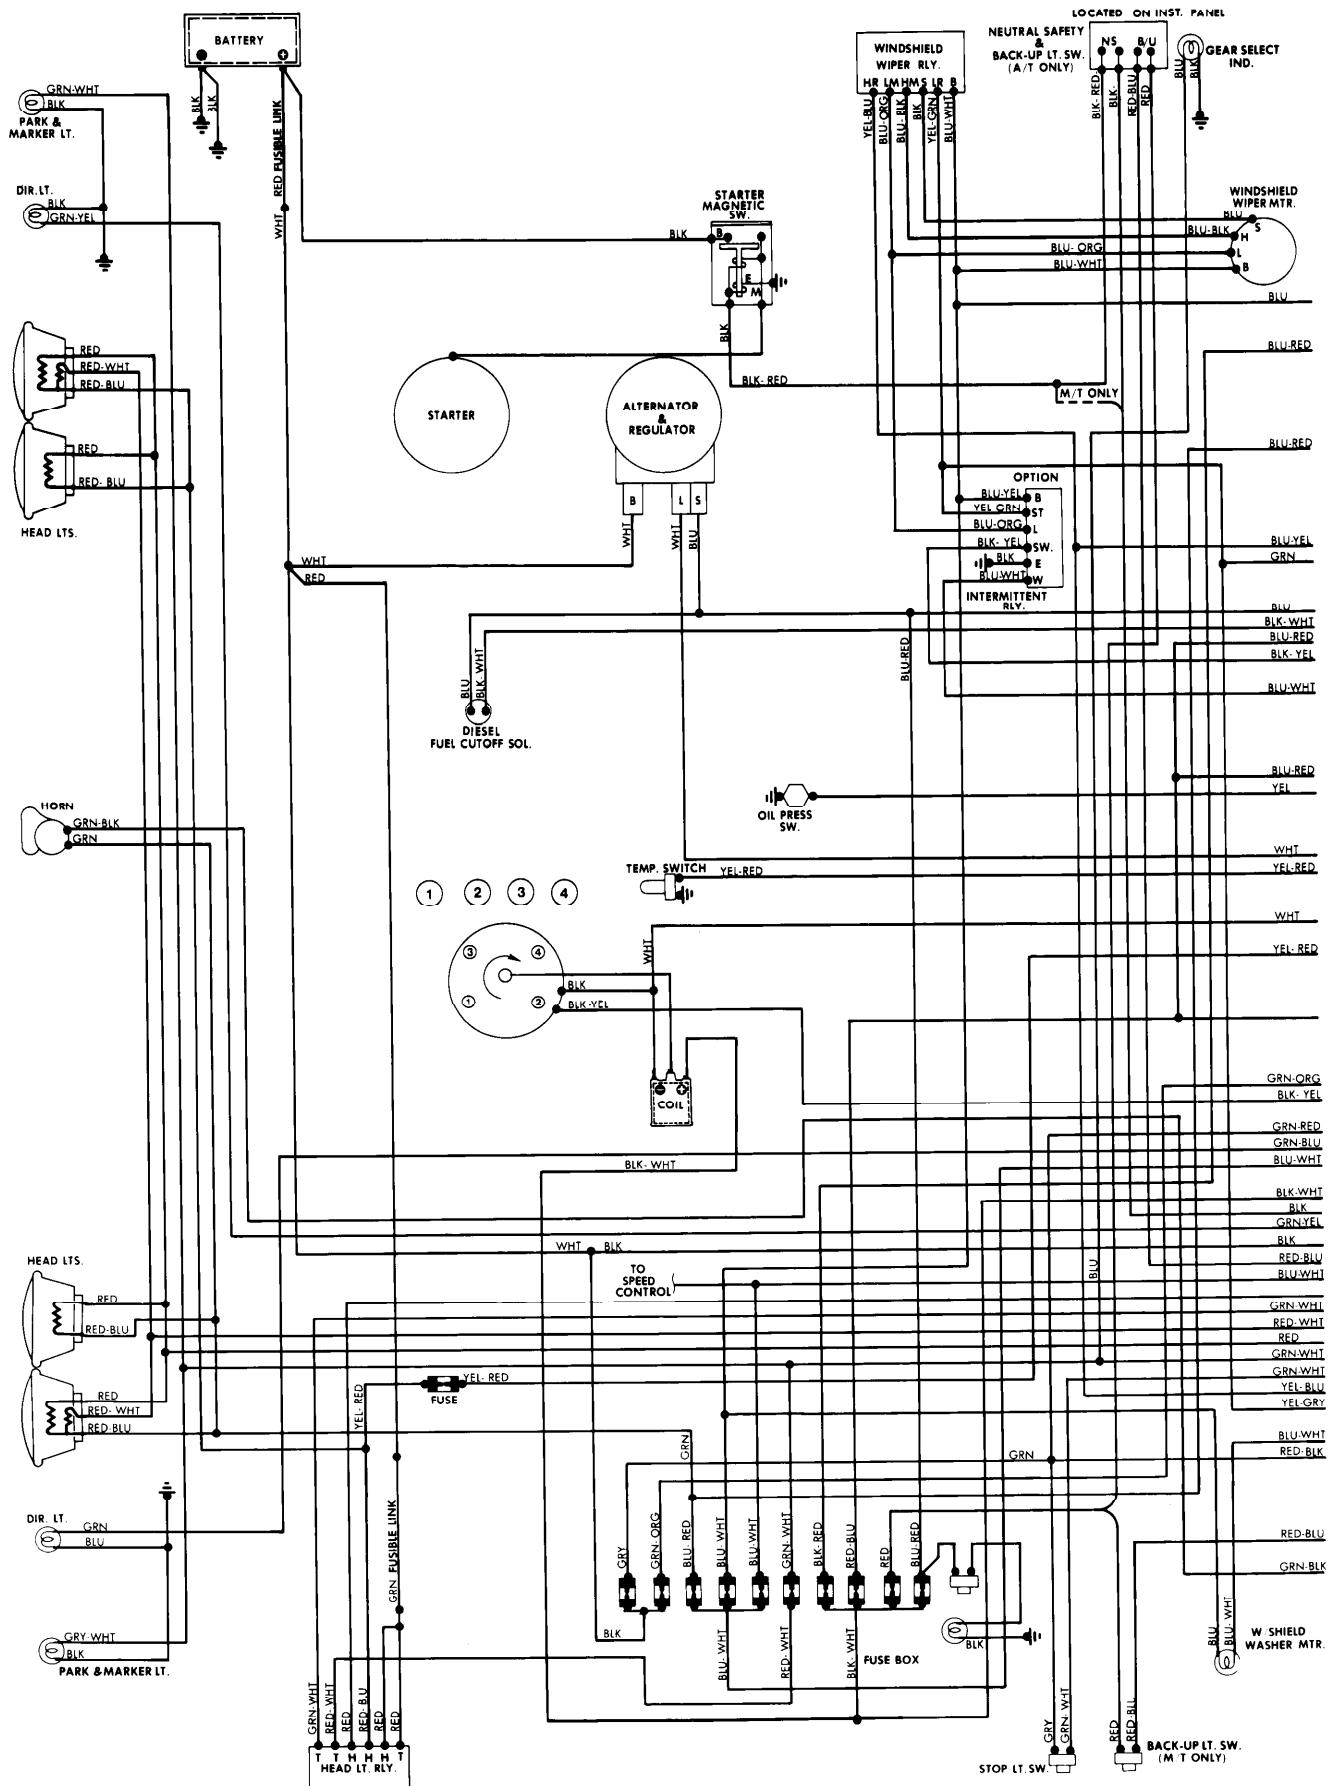 LOCATED ON INST. PANEL
BATTERY
+
WINDSHIELD
WIPER RLY.
HR LM HM S LR B
NEUTRAL SAFETY
&
BACK-UP LT. SW.
(A/T ONLY)
NS B/U
GEAR SELECT
IND.
BLU
BLK
GRN-WHT
BLK
PARK &
MARKER LT.
BLK
BLK
RED FUSIBLE LINK
WHT
YEL-BLU
BLU-ORG
BLU-BLK
BLK
YEL-GRN
BLU-WHT
BLK-RED
BLK
RED-BLU
RED
DIR. LT.
BLK
GRN-YEL
STARTER
MAGNETIC
SW.
BLK
B
E
M
BLK
WINDSHIELD
WIPER MTR.
BLU
S
BLU-BLK
H
BLU-ORG
L
BLU-WHT
B
BLU
BLU-RED
RED
RED-WHT
RED-BLU
BLK-RED
M/T ONLY
STARTER
ALTERNATOR
&
REGULATOR
B L S
RED
RED-BLU
HEAD LTS.
BLU-RED
OPTION
BLU-YEL B
YEL GRN ST
BLU-ORG L
BLK-YEL SW.
BLK E
BLU-WHT W
INTERMITTENT
RLY.
WHT
WHT
BLU
WHT
RED
BLU-YEL
GRN
BLU
BLK-WHT
BLU-RED
BLK-YEL
BLU-WHT
BLU-RED
BLU
BLK-WHT
DIESEL
FUEL CUTOFF SOL.
BLU-RED
YEL
OIL PRESS
SW.
HORN
GRN-BLK
GRN
WHT
TEMP. SWITCH
YEL-RED
YEL-RED
1 2 3 4
WHT
WHT
3 4
1 2
YEL-RED
BLK
BLK-YEL
COIL
+
GRN-ORG
BLK-YEL
GRN-RED
GRN-BLU
BLU-WHT
BLK-WHT
BLK-WHT
BLK
GRN-YEL
WHT
BLK
BLK
RED-BLU
BLU-WHT
BLU
TO
SPEED
CONTROL
HEAD LTS.
RED
RED-BLU
GRN-WHT
RED-WHT
RED
GRN-WHT
GRN-WHT
YEL-BLU
YEL-GRY
YEL-RED
FUSE
YEL-RED
RED
RED-WHT
RED-BLU
GRN
GRN
BLU-WHT
RED-BLK
DIR. LT.
GRN
BLU
GRN FUSIBLE LINK
GRY
GRN-ORG
BLU-RED
BLU-WHT
BLU-WHT
GRN-WHT
BLK-RED
RED-BLU
RED
BLU-RED
RED-BLU
GRN-BLK
GRY-WHT
BLK
PARK & MARKER LT.
BLK
BLU-WHT
RED-WHT
BLK-WHT
FUSE BOX
BLK
BLU
BLU-WHT
W/SHIELD
WASHER MTR.
GRN-WHT
RED-WHT
RED
RED-BLU
RED
RED
T T H H H T
HEAD LT. RLY.
GRY
GRN-WHT
STOP LT. SW.
RED
RED-BLU
BACK-UP LT. SW.
(M/T ONLY)